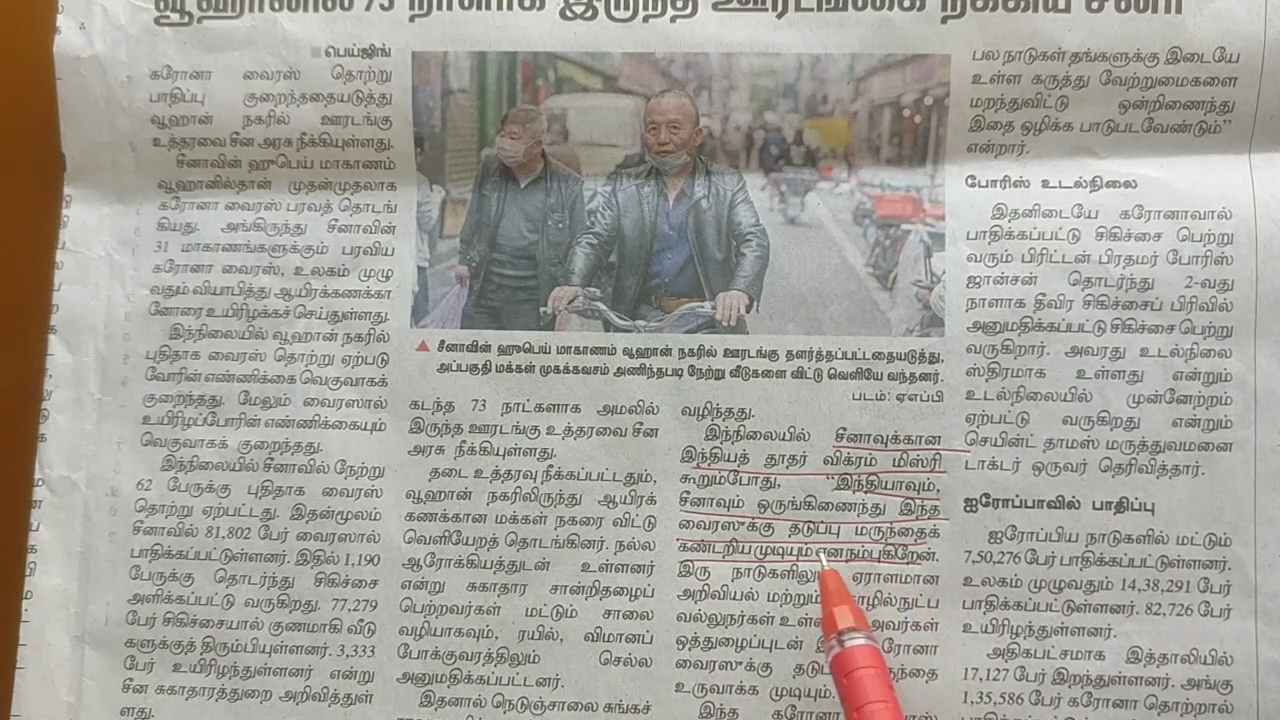 வூஹானில் 73 நாளாக இருந்த ஊரடங்கை நீக்கிய சீனா
பெய்ஜிங்
கரோனா வைரஸ் தொற்று
பாதிப்பு குறைந்ததையடுத்து
வூஹான் நகரில் ஊரடங்கு
உத்தரவை சீன அரசு நீக்கியுள்ளது.
சீனாவின் ஹுபெய் மாகாணம்
வூஹானில்தான் முதன்முதலாக
கரோனா வைரஸ் பரவத் தொடங்
கியது. அங்கிருந்து சீனாவின்
31 மாகாணங்களுக்கும் பரவிய
கரோனா வைரஸ், உலகம் முழு
வதும் வியாபித்து ஆயிரக்கணக்கா
னோரை உயிரிழக்கச் செய்துள்ளது.
இந்நிலையில் வூஹான் நகரில்
புதிதாக வைரஸ் தொற்று ஏற்படு
வோரின் எண்ணிக்கை வெகுவாகக்
குறைந்தது. மேலும் வைரஸால்
உயிரிழப்போரின் எண்ணிக்கையும்
வெகுவாகக் குறைந்தது.
இந்நிலையில் சீனாவில் நேற்று
62 பேருக்கு புதிதாக வைரஸ்
தொற்று ஏற்பட்டது. இதன்மூலம்
சீனாவில் 81,802 பேர் வைரஸால்
பாதிக்கப்பட்டுள்ளனர். இதில் 1,190
பேருக்கு தொடர்ந்து சிகிச்சை
அளிக்கப்பட்டு வருகிறது. 77,279
பேர் சிகிச்சையால் குணமாகி வீடு
களுக்குத் திரும்பியுள்ளனர். 3,333
பேர் உயிரிழந்துள்ளனர் என்று
சீன சுகாதாரத்துறை அறிவித்துள்
ளது.
சீனாவின் ஹுபெய் மாகாணம் வூஹான் நகரில் ஊரடங்கு தளர்த்தப்பட்டதையடுத்து,
அப்பகுதி மக்கள் முகக்கவசம் அணிந்தபடி நேற்று வீடுகளை விட்டு வெளியே வந்தனர்.
படம்: ஏஎப்பி
கடந்த 73 நாட்களாக அமலில்
இருந்த ஊரடங்கு உத்தரவை சீன
அரசு நீக்கியுள்ளது.
தடை உத்தரவு நீக்கப்பட்டதும்,
வூஹான் நகரிலிருந்து ஆயிரக்
கணக்கான மக்கள் நகரை விட்டு
வெளியேறத் தொடங்கினர். நல்ல
ஆரோக்கியத்துடன் உள்ளனர்
என்று சுகாதார சான்றிதழைப்
பெற்றவர்கள் மட்டும் சாலை
வழியாகவும், ரயில், விமானப்
போக்குவரத்திலும் செல்ல
அனுமதிக்கப்பட்டனர்.
இதனால் நெடுஞ்சாலை சுங்கச்
வழிந்தது.
இந்நிலையில் சீனாவுக்கான
இந்தியத் தூதர் விக்ரம் மிஸ்ரி
கூறும்போது, "இந்தியாவும்,
சீனாவும் ஒருங்கிணைந்து இந்த
வைரஸுக்கு தடுப்பு மருந்தைக்
கண்டறிய முடியும் என நம்புகிறேன்.
இரு நாடுகளிலும் ஏராளமான
அறிவியல் மற்றும் தொழில்நுட்ப
வல்லுநர்கள் அவர்கள்
ஒத்துழைப்புடன் கரோனா
வைரஸுக்கு
உருவாக்க முடியும்.
இந்த கரோனா
பல நாடுகள் தங்களுக்கு இடையே
உள்ள கருத்து வேற்றுமைகளை
மறந்துவிட்டு ஒன்றிணைந்து
இதை ஒழிக்க பாடுபடவேண்டும்"
என்றார்.
போரிஸ் உடல்நிலை
இதனிடையே கரோனாவால்
பாதிக்கப்பட்டு சிகிச்சை பெற்று
வரும் பிரிட்டன் பிரதமர் போரிஸ்
ஜான்சன் தொடர்ந்து 2-வது
நாளாக தீவிர சிகிச்சைப் பிரிவில்
அனுமதிக்கப்பட்டு சிகிச்சை பெற்று
வருகிறார். அவரது உடல்நிலை
ஸ்திரமாக உள்ளது என்றும்
உடல்நிலையில் முன்னேற்றம்
ஏற்பட்டு வருகிறது என்றும்
செயின்ட் தாமஸ் மருத்துவமனை
டாக்டர் ஒருவர் தெரிவித்தார்.
ஐரோப்பாவில் பாதிப்பு
ஐரோப்பிய நாடுகளில் மட்டும்
7,50,276 பேர் பாதிக்கப்பட்டுள்ளனர்.
உலகம் முழுவதும் 14,38,291 பேர்
பாதிக்கப்பட்டுள்ளனர். 82,726 பேர்
உயிரிழந்துள்ளனர்.
அதிகபட்சமாக இத்தாலியில்
17,127 பேர் இறந்துள்ளனர். அங்கு
1,35,586 பேர் கரோனா தொற்றால்